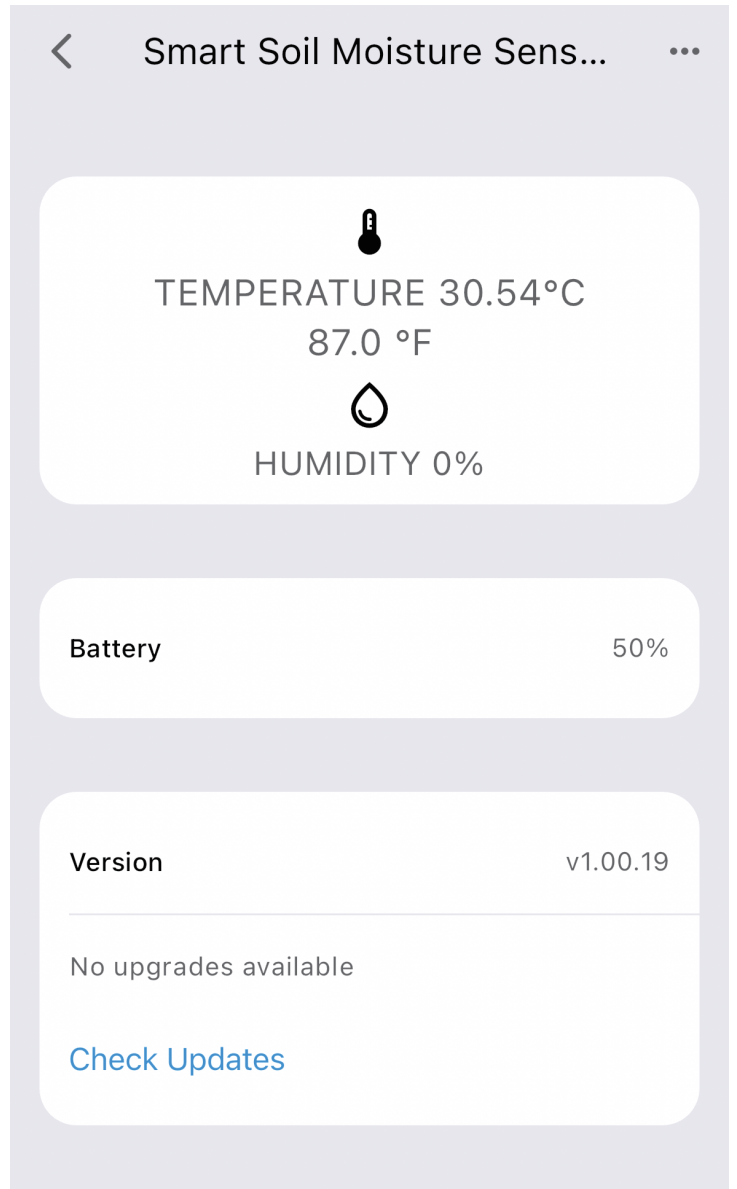 Smart Soil Moisture Sens...
TEMPERATURE 30.54°C
87.0 °F
HUMIDITY 0%
Battery 50%
Version v1.00.19
No upgrades available
Check Updates